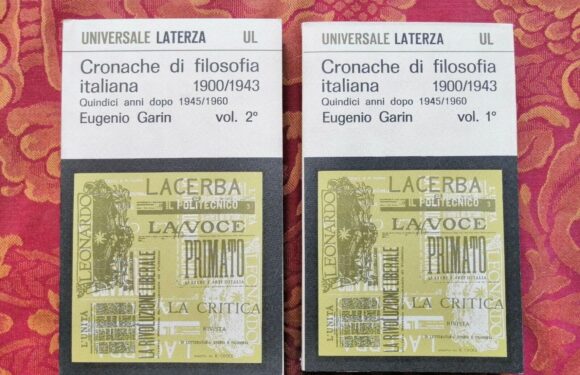 UNIVERSALE LATERZA UL
Cronache di filosofia
italiana 1900/1943
Quindici anni dopo 1945/1960
Eugenio Garin vol. 2°
LACERBA
IL POLITECNICO
LA VOCE
PRIMATO
LEONARDO
LA RIVOLUZIONE LIBERALE
L'UNITÀ
LA CRITICA
RIVISTA
UNIVERSALE LATERZA UL
Cronache di filosofia
italiana 1900/1943
Quindici anni dopo 1945/1960
Eugenio Garin vol. 1°
LACERBA
IL POLITECNICO
LA VOCE
PRIMATO
LEONARDO
LA RIVOLUZIONE LIBERALE
L'UNITÀ
LA CRITICA
RIVISTA